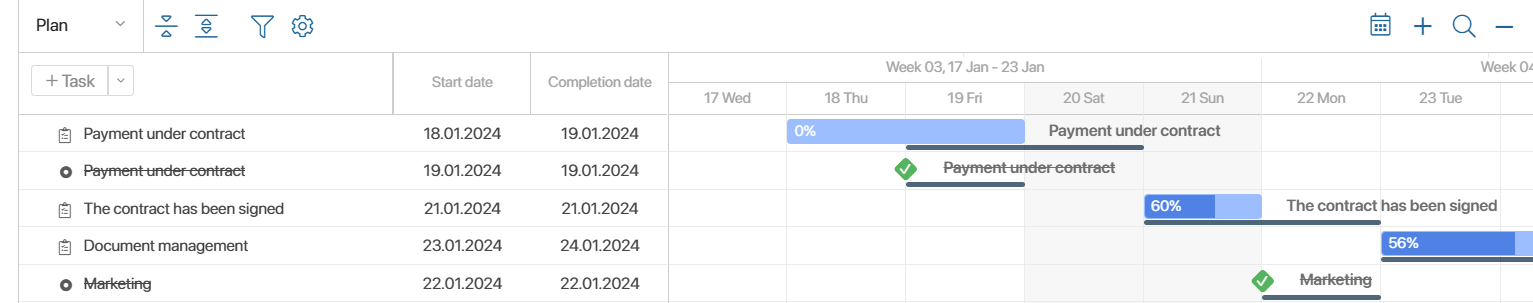 Plan
Week 03, 17 Jan - 23 Jan Week 04
+ Task Start date Completion date 17 Wed 18 Thu 19 Fri 20 Sat 21 Sun 22 Mon 23 Tue
Payment under contract 18.01.2024 19.01.2024 0% Payment under contract
Payment under contract 19.01.2024 19.01.2024 Payment under contract
The contract has been signed 21.01.2024 21.01.2024 60% The contract has been signed
Document management 23.01.2024 24.01.2024 56%
Marketing 22.01.2024 22.01.2024 Marketing